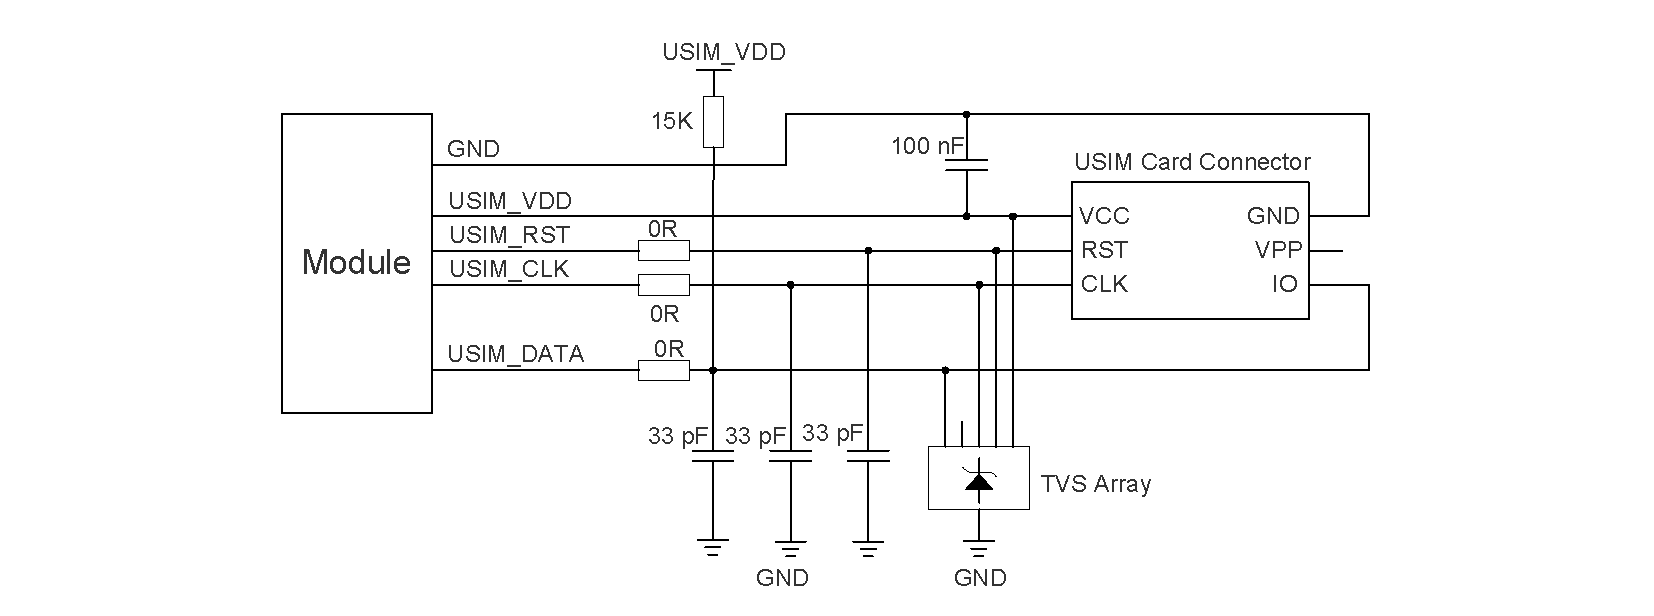 USIM_VDD
15K
GND
100 nF
USIM Card Connector
USIM_VDD
VCC
GND
USIM_RST
0R
RST
VPP
Module
USIM_CLK
CLK
IO
0R
USIM_DATA
0R
33 pF
33 pF
33 pF
TVS Array
GND
GND